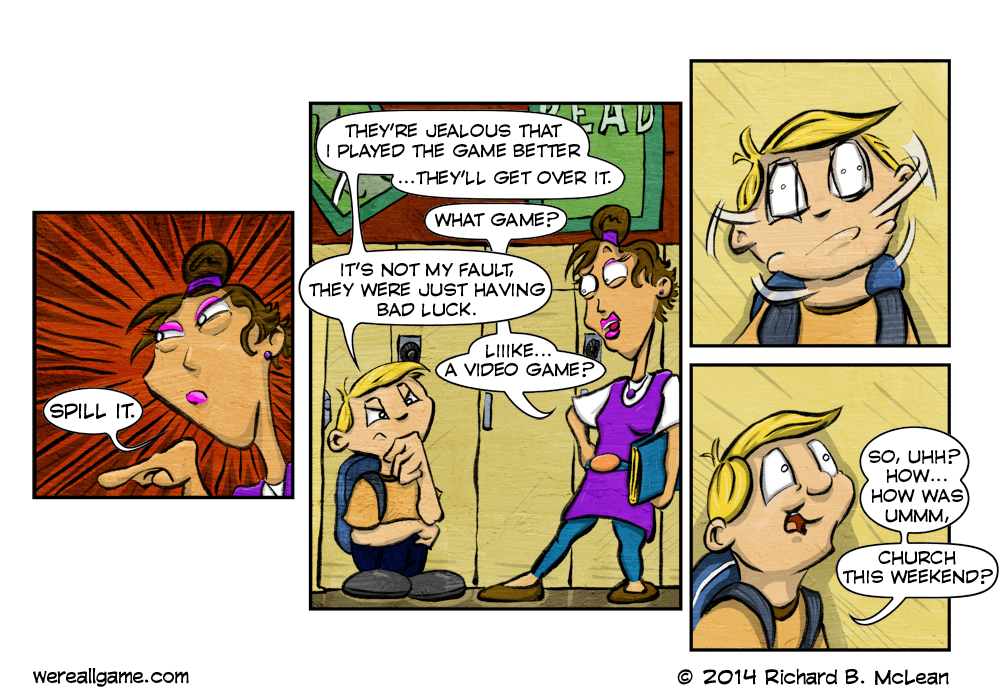 SPILL IT.
READ
THEY'RE JEALOUS THAT
I PLAYED THE GAME BETTER
...THEY'LL GET OVER IT.
WHAT GAME?
IT'S NOT MY FAULT,
THEY WERE JUST HAVING
BAD LUCK.
LIIIKE...
A VIDEO GAME?
SO, UHH?
HOW...
HOW WAS
UMMM,
CHURCH
THIS WEEKEND?
wereallgame.com
© 2014 Richard B. McLean